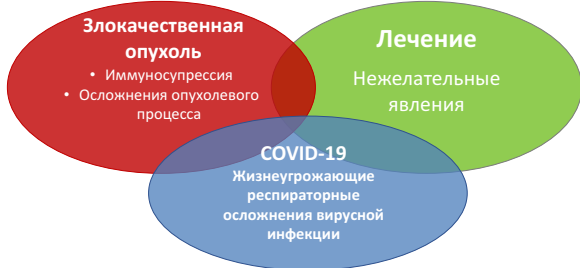 Злокачественная
опухоль
• Иммуносупрессия
• Осложнения опухолевого
процесса
Лечение
Нежелательные
явления
COVID-19
Жизнеугрожающие
респираторные
осложнения вирусной
инфекции